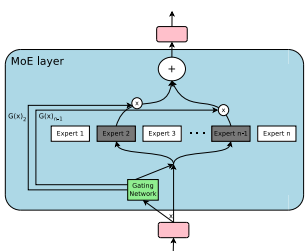 MoE layer
+
x
x
G(x)2
G(x)n-1
Expert 1
Expert 2
Expert 3
...
Expert n-1
Expert n
Gating
Network
x